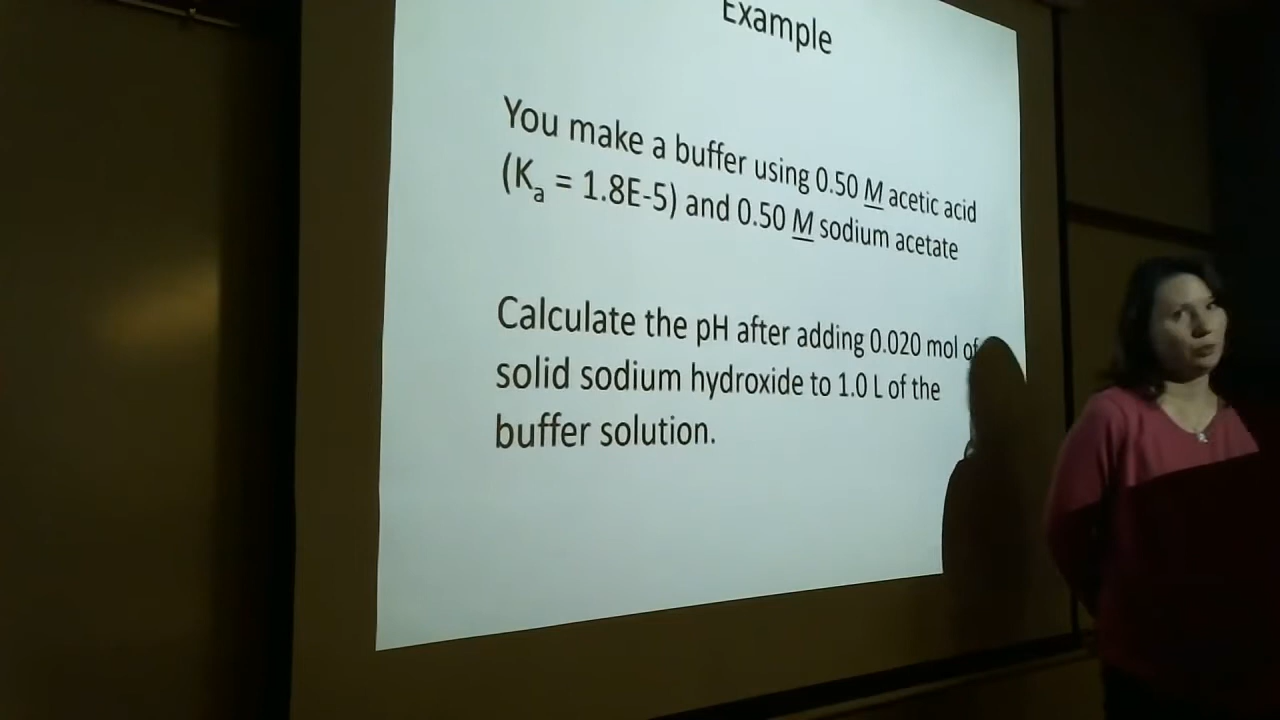 Example
You make a buffer using 0.50 M acetic acid
(Ka = 1.8E-5) and 0.50 M sodium acetate
Calculate the pH after adding 0.020 mol of
solid sodium hydroxide to 1.0 L of the
buffer solution.